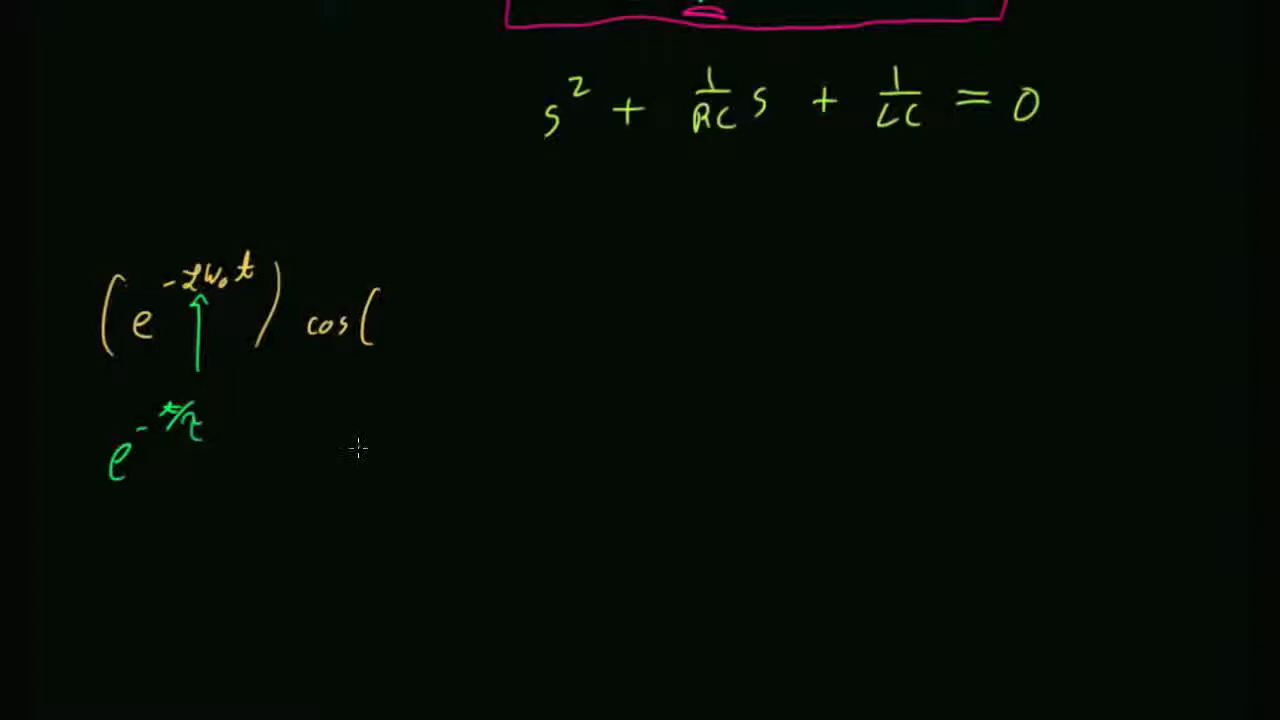 s² + 1/RC s + 1/LC = 0
(e^-ζω₀t) cos(
e^-t/τ